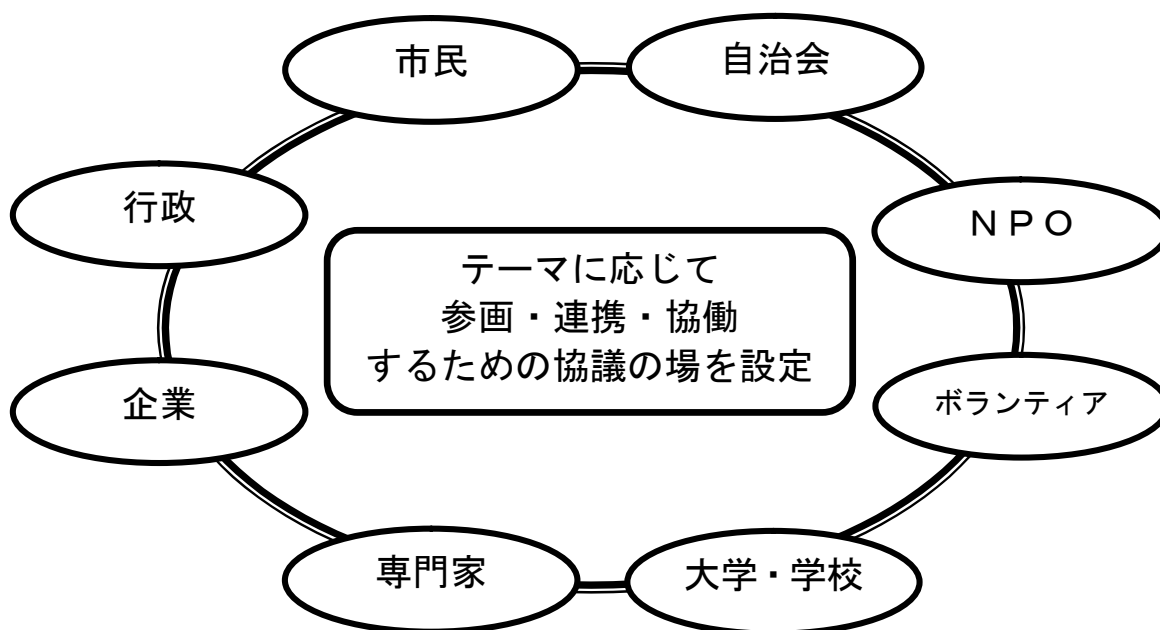 市民
自治会
行政
ＮＰＯ
テーマに応じて
参画・連携・協働
するための協議の場を設定
企業
ボランティア
専門家
大学・学校